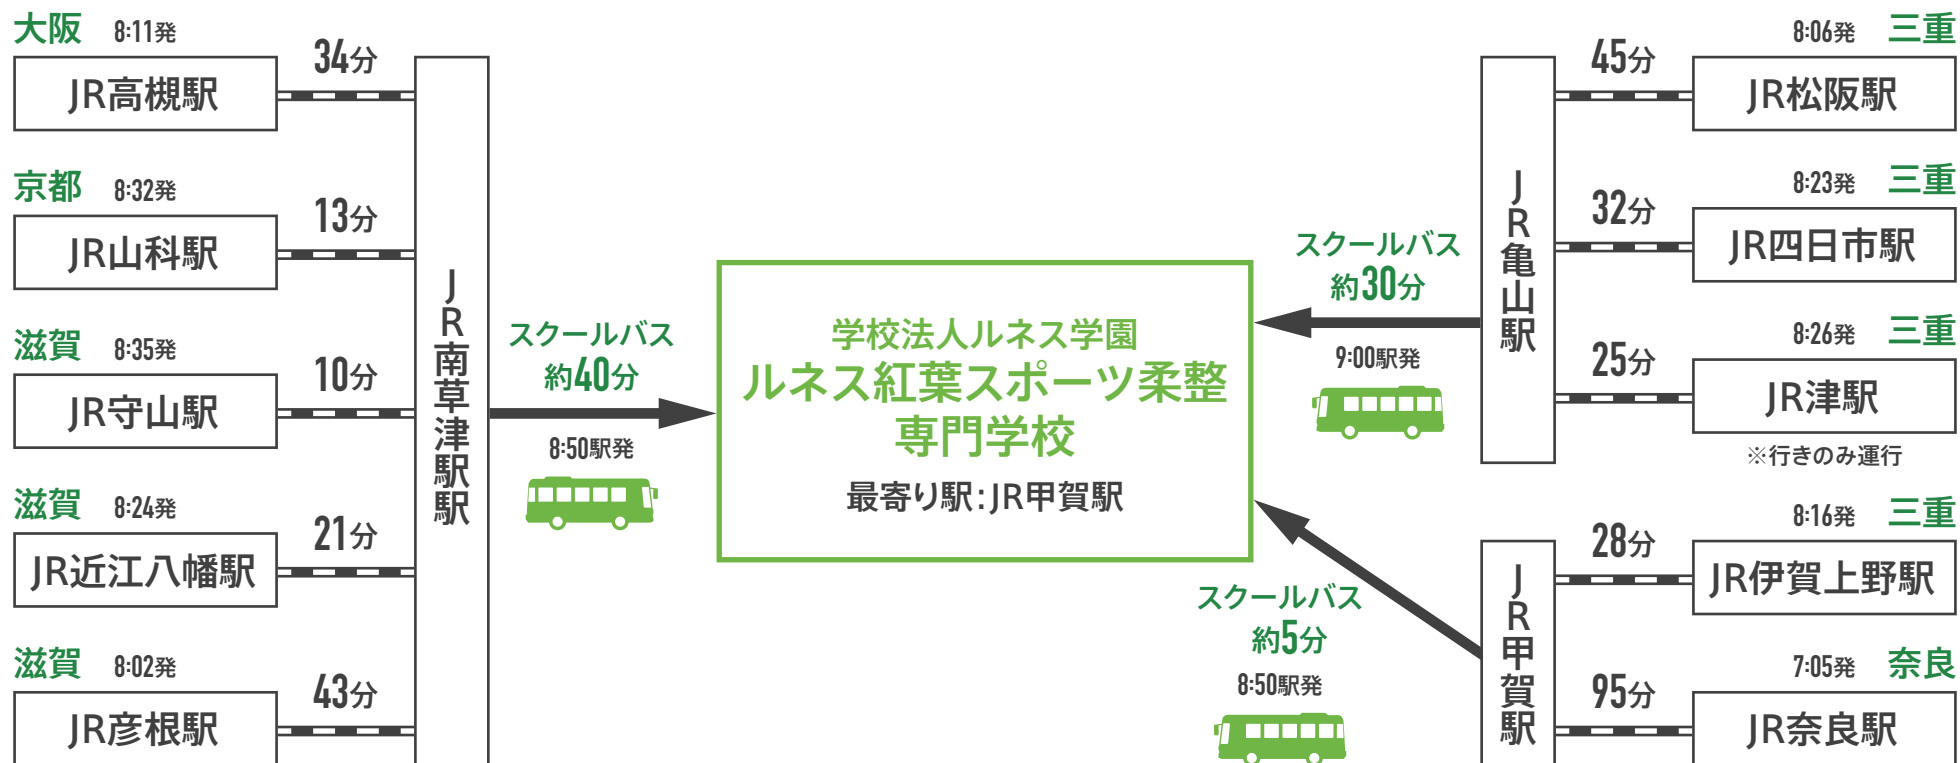 大阪 8:11発
JR高槻駅
34分
京都 8:32発
JR山科駅
13分
滋賀 8:35発
JR守山駅
10分
滋賀 8:24発
JR近江八幡駅
21分
滋賀 8:02発
JR彦根駅
43分
JR南草津駅駅
スクールバス
約40分
8:50駅発
学校法人ルネス学園
ルネス紅葉スポーツ柔整
専門学校
最寄り駅:JR甲賀駅
スクールバス
約30分
9:00駅発
JR亀山駅
45分
8:06発 三重
JR松阪駅
32分
8:23発 三重
JR四日市駅
25分
8:26発 三重
JR津駅
※行きのみ運行
スクールバス
約5分
8:50駅発
JR甲賀駅
28分
8:16発 三重
JR伊賀上野駅
95分
7:05発 奈良
JR奈良駅